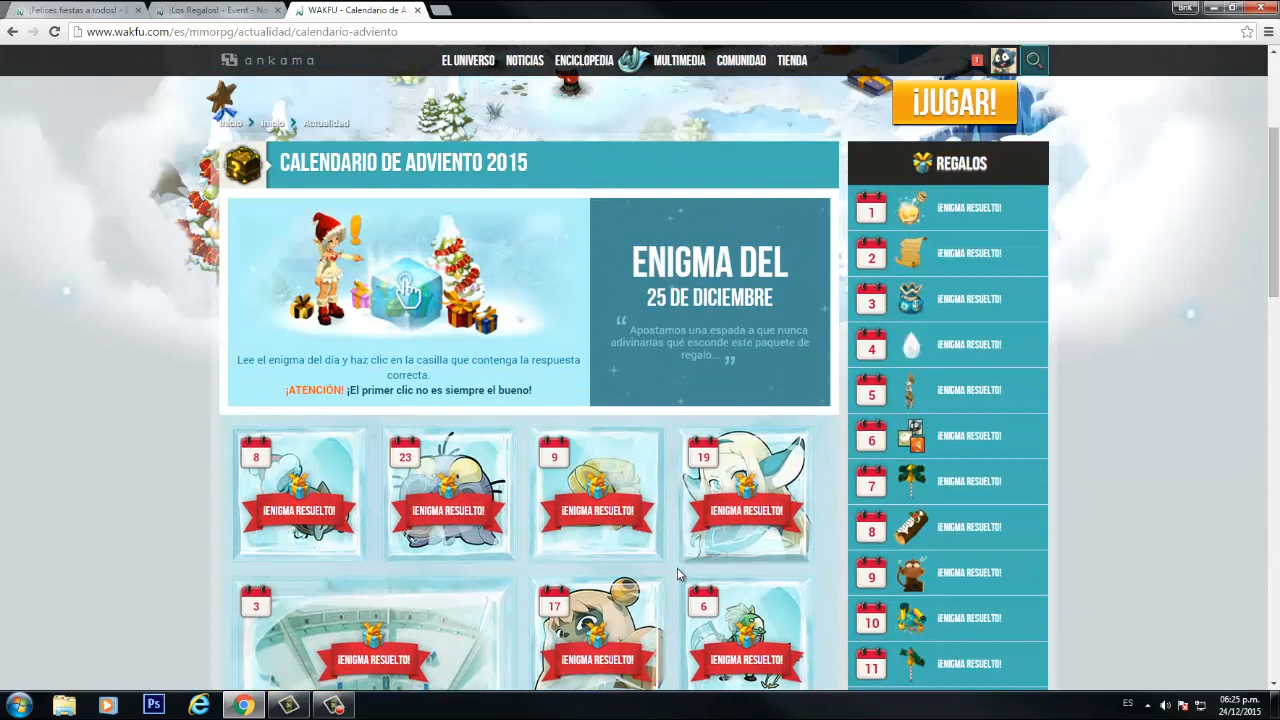 Felices fiestas a todos! -
¡Los Regalos! - Event - No
WAKFU - Calendario de A
BriK
www.wakfu.com/es/mmorpg/actualidad/calendario-adviento
ankama
EL UNIVERSO
NOTICIAS
ENCICLOPEDIA
MULTIMEDIA
COMUNIDAD
TIENDA
1
¡JUGAR!
Inicio
Inicio
Actualidad
CALENDARIO DE ADVIENTO 2015
Lee el enigma del día y haz clic en la casilla que contenga la respuesta
correcta.
¡ATENCIÓN! ¡El primer clic no es siempre el bueno!
ENIGMA DEL
25 DE DICIEMBRE
“ Apostamos una espada a que nunca
adivinarías qué esconde este paquete de
regalo... ”
8
¡ENIGMA RESUELTO!
23
¡ENIGMA RESUELTO!
9
¡ENIGMA RESUELTO!
19
¡ENIGMA RESUELTO!
3
¡ENIGMA RESUELTO!
17
¡ENIGMA RESUELTO!
6
¡ENIGMA RESUELTO!
REGALOS
1 ¡ENIGMA RESUELTO!
2 ¡ENIGMA RESUELTO!
3 ¡ENIGMA RESUELTO!
4 ¡ENIGMA RESUELTO!
5 ¡ENIGMA RESUELTO!
6 ¡ENIGMA RESUELTO!
7 ¡ENIGMA RESUELTO!
8 ¡ENIGMA RESUELTO!
9 ¡ENIGMA RESUELTO!
10 ¡ENIGMA RESUELTO!
11 ¡ENIGMA RESUELTO!
Ps
ES
06:25 p.m.
24/12/2015